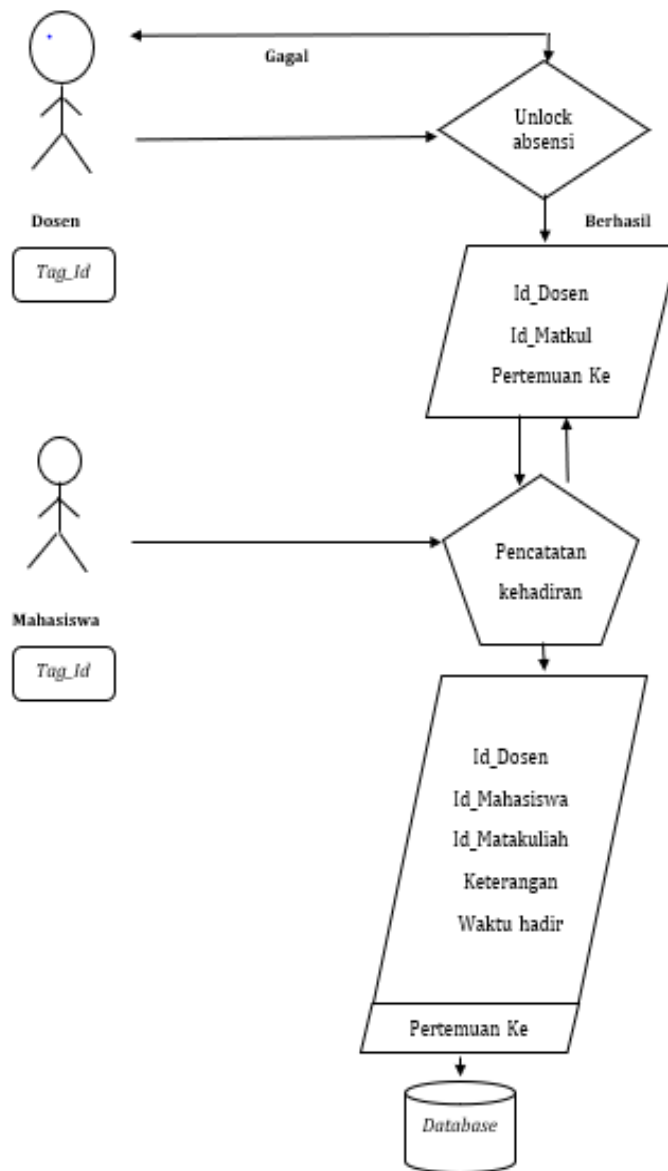 Gagal
Unlock
absensi
Dosen
Berhasil
Tag_Id
Id_Dosen
Id_Matkul
Pertemuan Ke
Pencatatan
kehadiran
Mahasiswa
Tag_Id
Id_Dosen
Id_Mahasiswa
Id_Matakuliah
Keterangan
Waktu hadir
Pertemuan Ke
Database